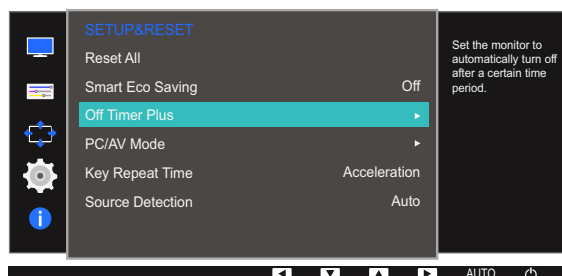 SETUP&RESET
Reset All
Smart Eco Saving Off
Off Timer Plus
PC/AV Mode
Key Repeat Time Acceleration
Source Detection Auto
Set the monitor to
automatically turn off
after a certain time
period.
AUTO